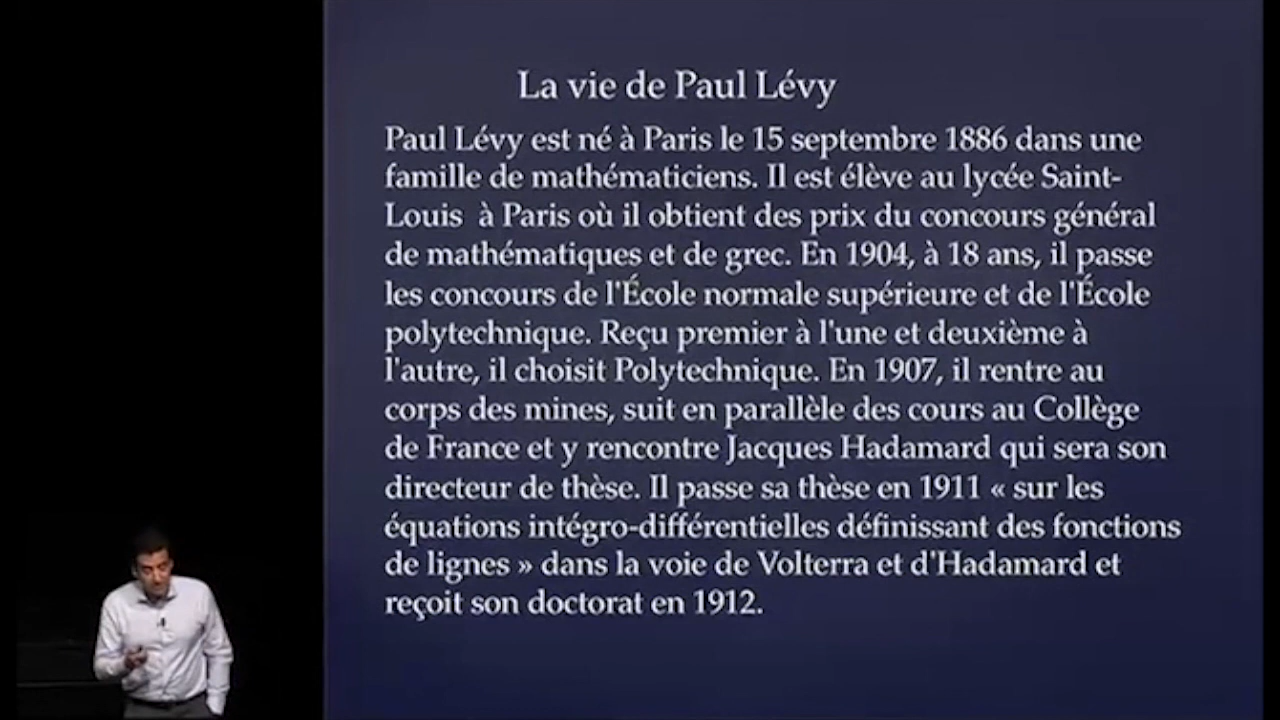 La vie de Paul Lévy
Paul Lévy est né à Paris le 15 septembre 1886 dans une
famille de mathématiciens. Il est élève au lycée Saint-
Louis à Paris où il obtient des prix du concours général
de mathématiques et de grec. En 1904, à 18 ans, il passe
les concours de l'École normale supérieure et de l'École
polytechnique. Reçu premier à l'une et deuxième à
l'autre, il choisit Polytechnique. En 1907, il rentre au
corps des mines, suit en parallèle des cours au Collège
de France et y rencontre Jacques Hadamard qui sera son
directeur de thèse. Il passe sa thèse en 1911 « sur les
équations intégro-différentielles définissant des fonctions
de lignes » dans la voie de Volterra et d'Hadamard et
reçoit son doctorat en 1912.